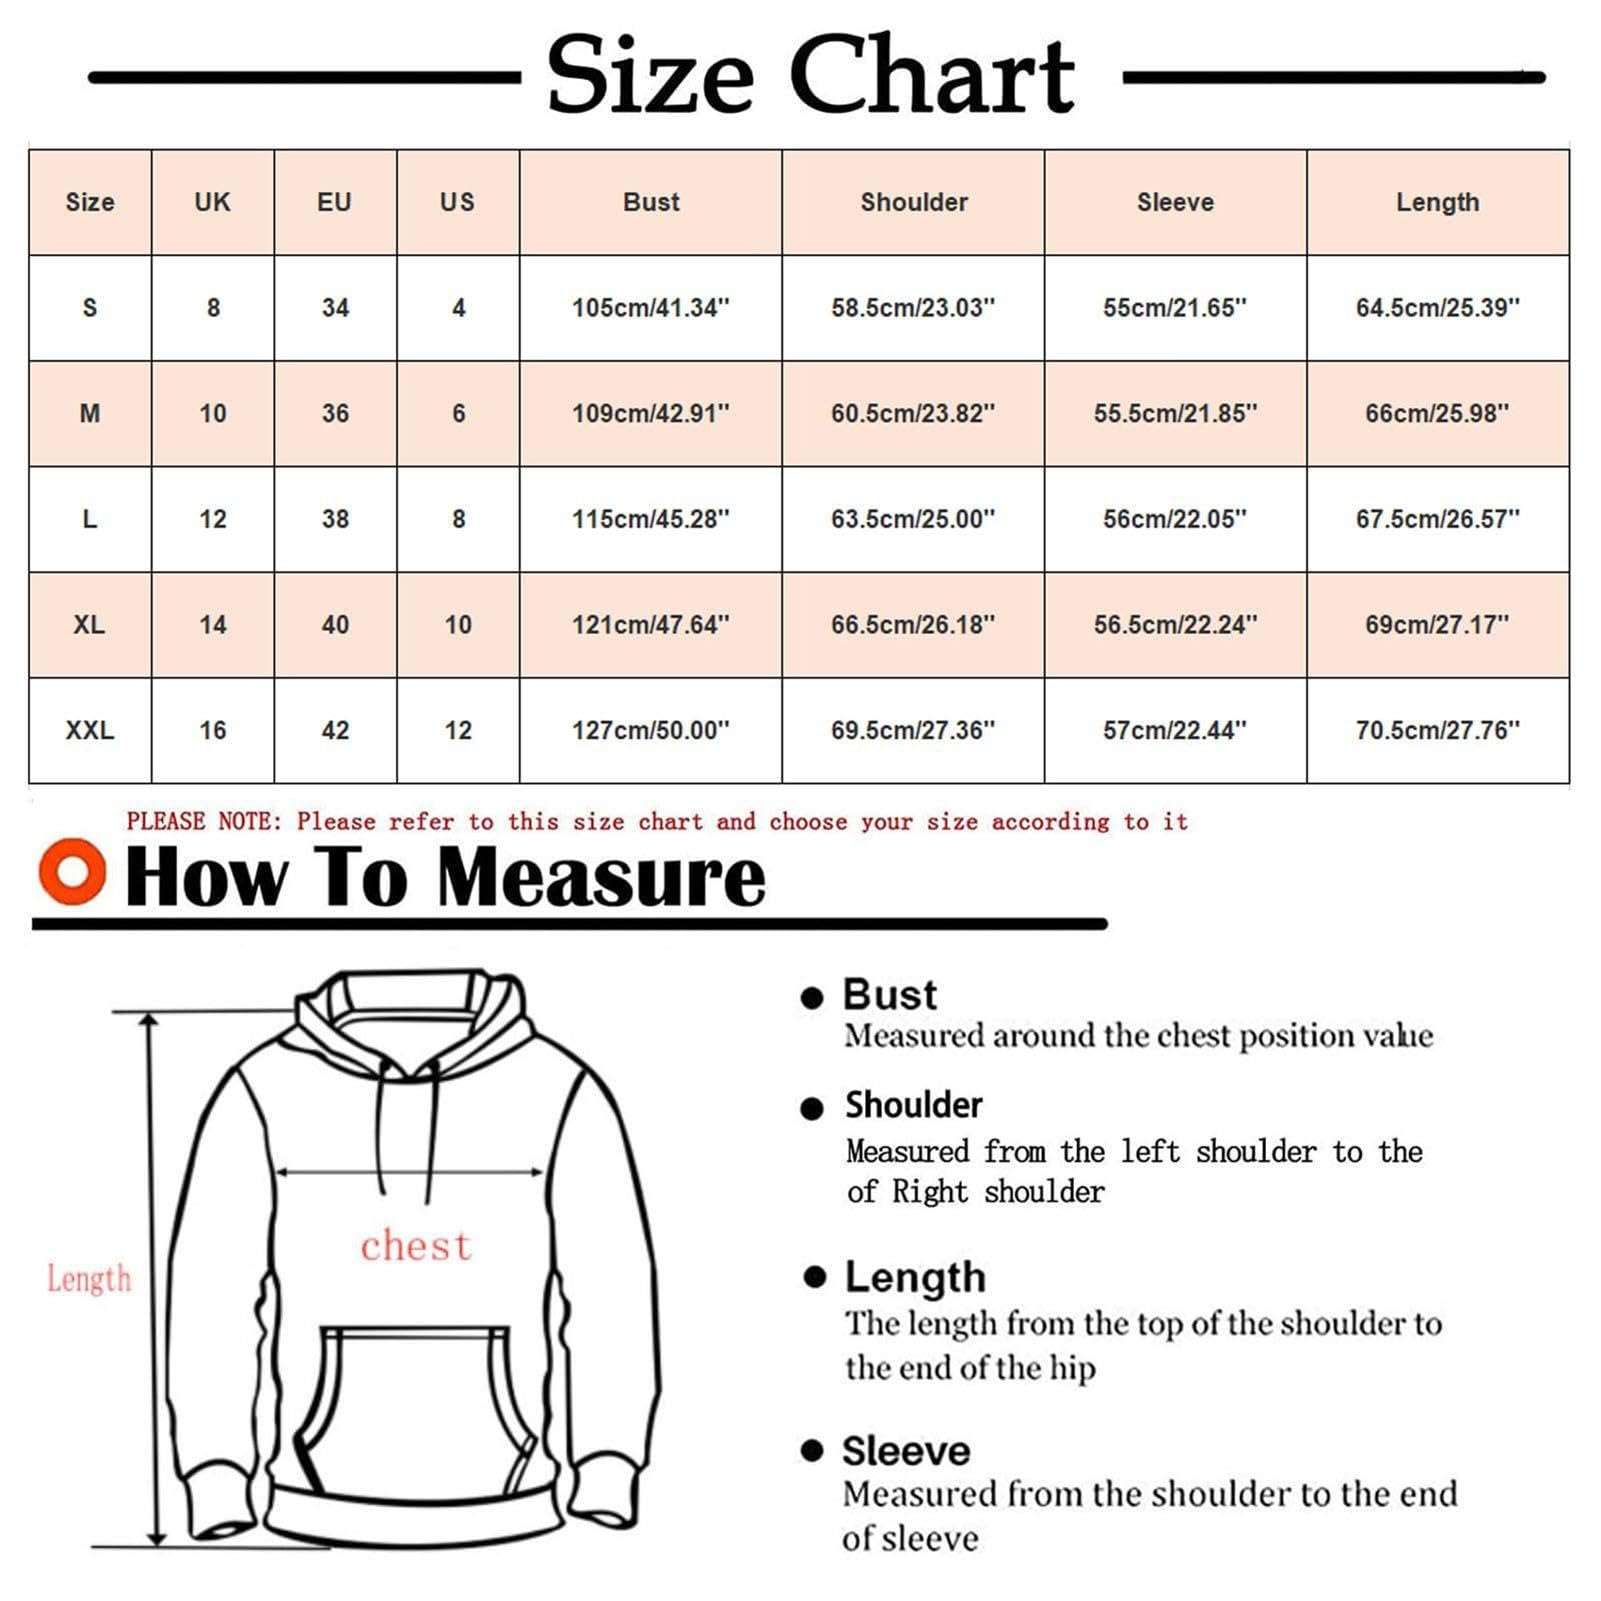 Size Chart
Size UK EU US Bust Shoulder Sleeve Length
S 8 34 4 105cm/41.34" 58.5cm/23.03" 55cm/21.65" 64.5cm/25.39"
M 10 36 6 109cm/42.91" 60.5cm/23.82" 55.5cm/21.85" 66cm/25.98"
L 12 38 8 115cm/45.28" 63.5cm/25.00" 56cm/22.05" 67.5cm/26.57"
XL 14 40 10 121cm/47.64" 66.5cm/26.18" 56.5cm/22.24" 69cm/27.17"
XXL 16 42 12 127cm/50.00" 69.5cm/27.36" 57cm/22.44" 70.5cm/27.76"
PLEASE NOTE: Please refer to this size chart and choose your size according to it
How To Measure
Length
chest
Bust
Measured around the chest position value
Shoulder
Measured from the left shoulder to the
of Right shoulder
Length
The length from the top of the shoulder to
the end of the hip
Sleeve
Measured from the shoulder to the end
of sleeve